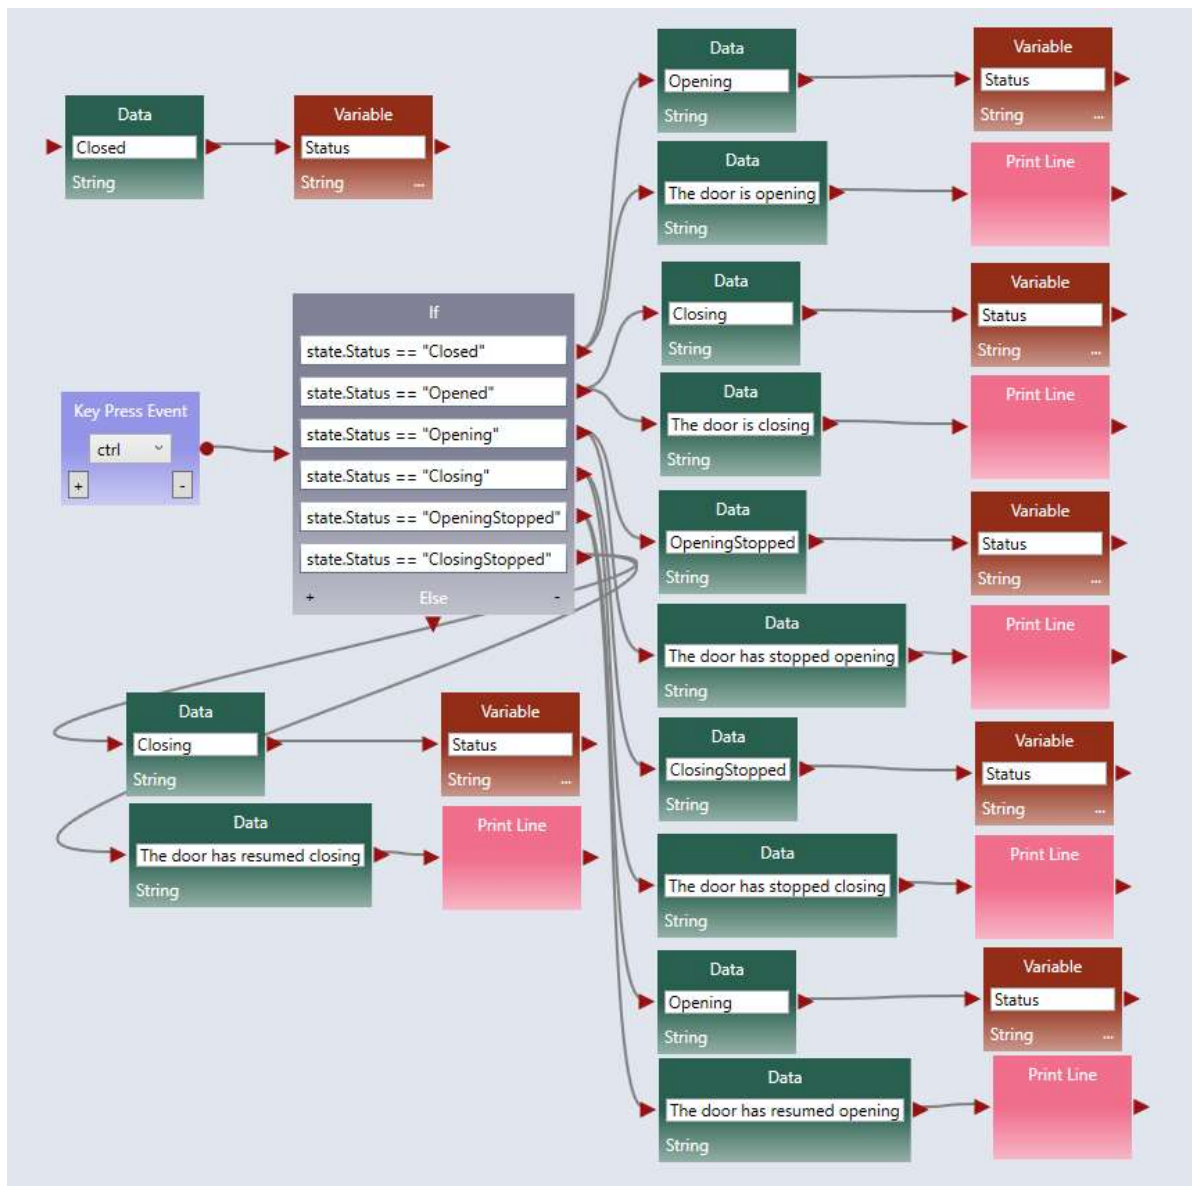 Data
Closed
String
Variable
Status
String ...
Key Press Event
ctrl
+ -
If
state.Status == "Closed"
state.Status == "Opened"
state.Status == "Opening"
state.Status == "Closing"
state.Status == "OpeningStopped"
state.Status == "ClosingStopped"
+ Else -
Data
Opening
String
Variable
Status
String ...
Data
The door is opening
String
Print Line
Data
Closing
String
Variable
Status
String ...
Data
The door is closing
String
Print Line
Data
OpeningStopped
String
Variable
Status
String ...
Data
The door has stopped opening
String
Print Line
Data
ClosingStopped
String
Variable
Status
String ...
Data
The door has stopped closing
String
Print Line
Data
Opening
String
Variable
Status
String ...
Data
The door has resumed opening
String
Print Line
Data
Closing
String
Variable
Status
String ...
Data
The door has resumed closing
String
Print Line